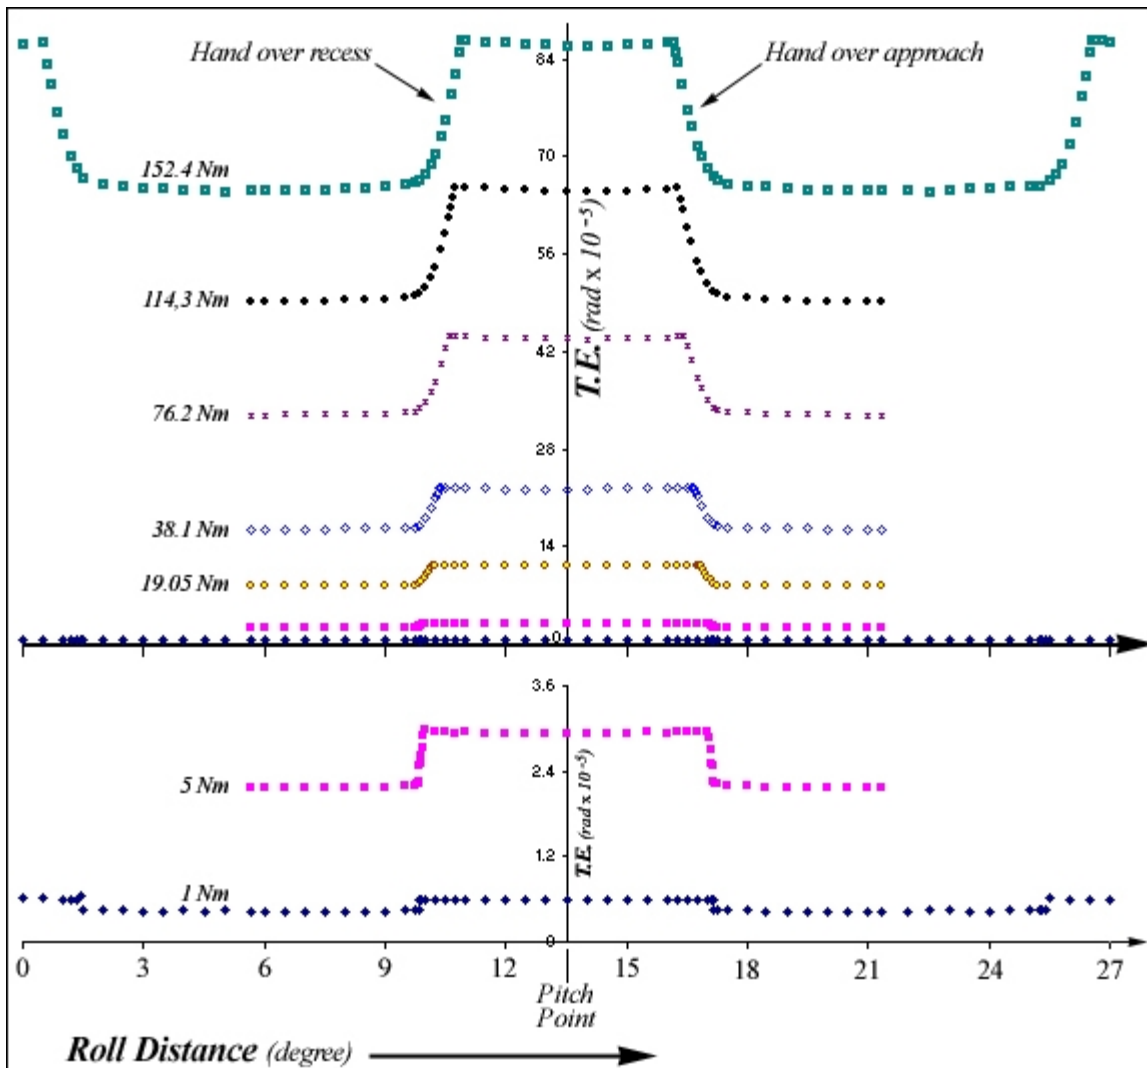 Hand over recess
Hand over approach
84
152.4 Nm
70
T.E. (rad x 10 -5)
56
114,3 Nm
42
76.2 Nm
28
38.1 Nm
14
19.05 Nm
0
3.6
T.E. (rad x 10 -5)
2.4
5 Nm
1.2
1 Nm
0
0 3 6 9 12 15 18 21 24 27
Pitch
Point
Roll Distance (degree)